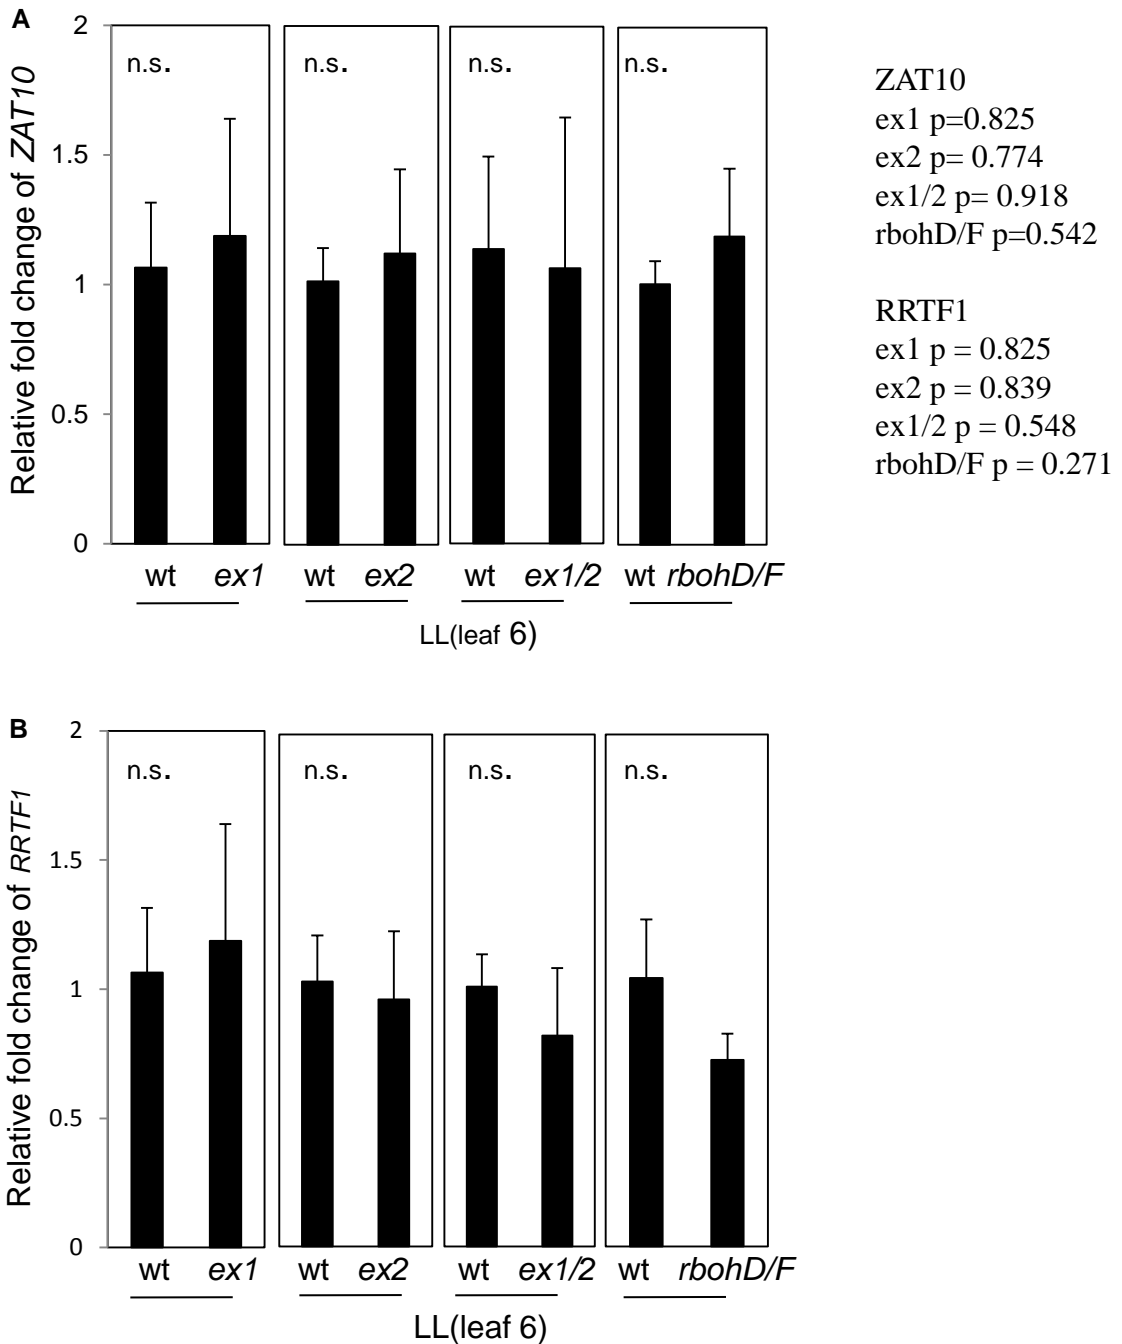 A
Relative fold change of ZAT10
2
1.5
1
0.5
0
n.s. n.s. n.s. n.s.
wt ex1 wt ex2 wt ex1/2 wt rbohD/F
LL(leaf 6)
ZAT10
ex1 p=0.825
ex2 p= 0.774
ex1/2 p= 0.918
rbohD/F p=0.542
RRTF1
ex1 p = 0.825
ex2 p = 0.839
ex1/2 p = 0.548
rbohD/F p = 0.271
B
Relative fold change of RRTF1
2
1.5
1
0.5
0
n.s. n.s. n.s. n.s.
wt ex1 wt ex2 wt ex1/2 wt rbohD/F
LL(leaf 6)